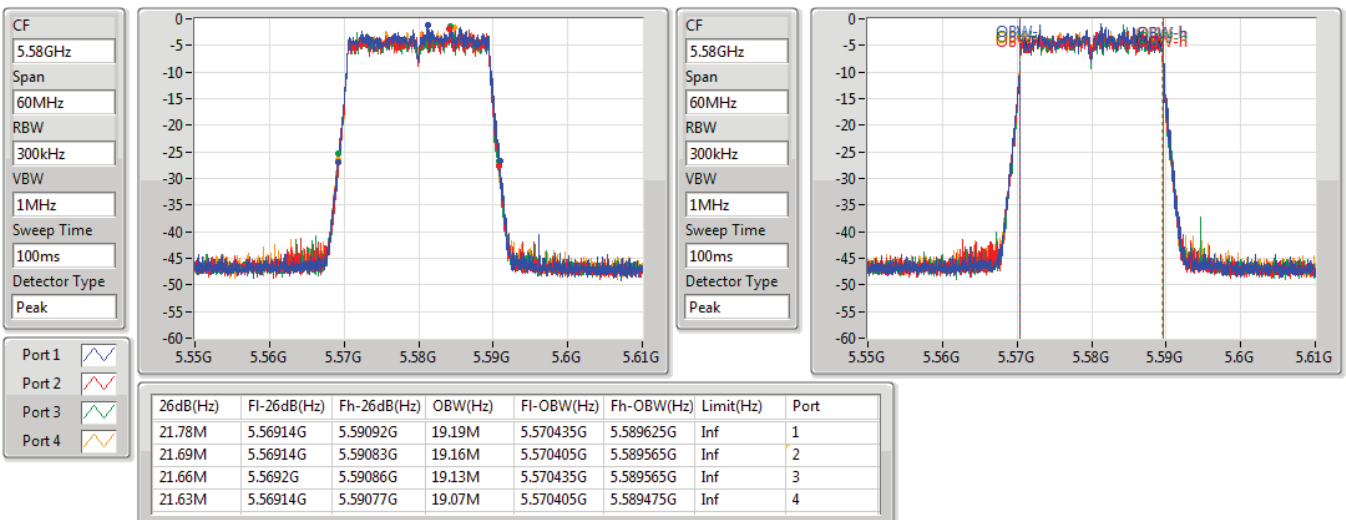 CF
5.58GHz
Span
60MHz
RBW
300kHz
VBW
1MHz
Sweep Time
100ms
Detector Type
Peak
0
-5
-10
-15
-20
-25
-30
-35
-40
-45
-50
-55
-60
5.55G 5.56G 5.57G 5.58G 5.59G 5.6G 5.61G
CF
5.58GHz
Span
60MHz
RBW
300kHz
VBW
1MHz
Sweep Time
100ms
Detector Type
Peak
0
-5
-10
-15
-20
-25
-30
-35
-40
-45
-50
-55
-60
OBW-l OBW-h
5.55G 5.56G 5.57G 5.58G 5.59G 5.6G 5.61G
Port 1
Port 2
Port 3
Port 4
26dB(Hz) Fl-26dB(Hz) Fh-26dB(Hz) OBW(Hz) Fl-OBW(Hz) Fh-OBW(Hz) Limit(Hz) Port
21.78M 5.56914G 5.59092G 19.19M 5.570435G 5.589625G Inf 1
21.69M 5.56914G 5.59083G 19.16M 5.570405G 5.589565G Inf 2
21.66M 5.5692G 5.59086G 19.13M 5.570435G 5.589565G Inf 3
21.63M 5.56914G 5.59077G 19.07M 5.570405G 5.589475G Inf 4